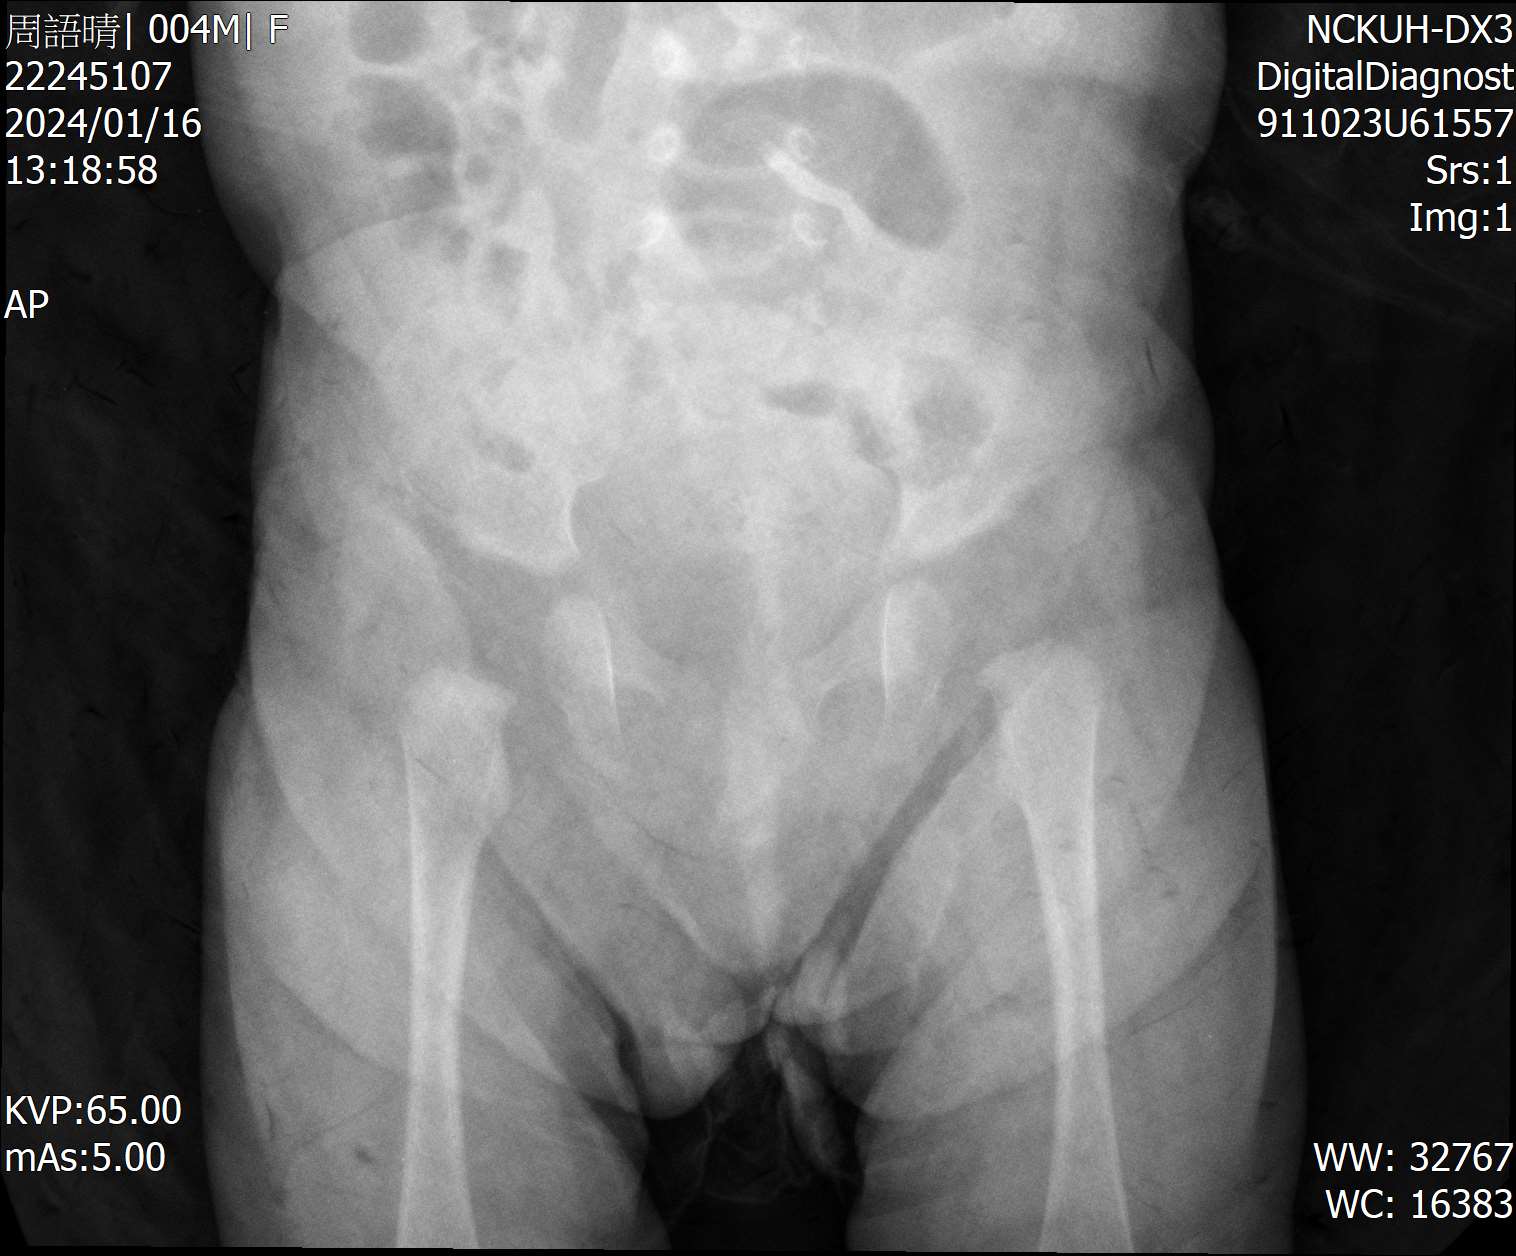 周語晴| 004M| F
22245107
2024/01/16
13:18:58
AP
NCKUH-DX3
DigitalDiagnost
911023U61557
Srs:1
Img:1
KVP:65.00
mAs:5.00
WW: 32767
WC: 16383